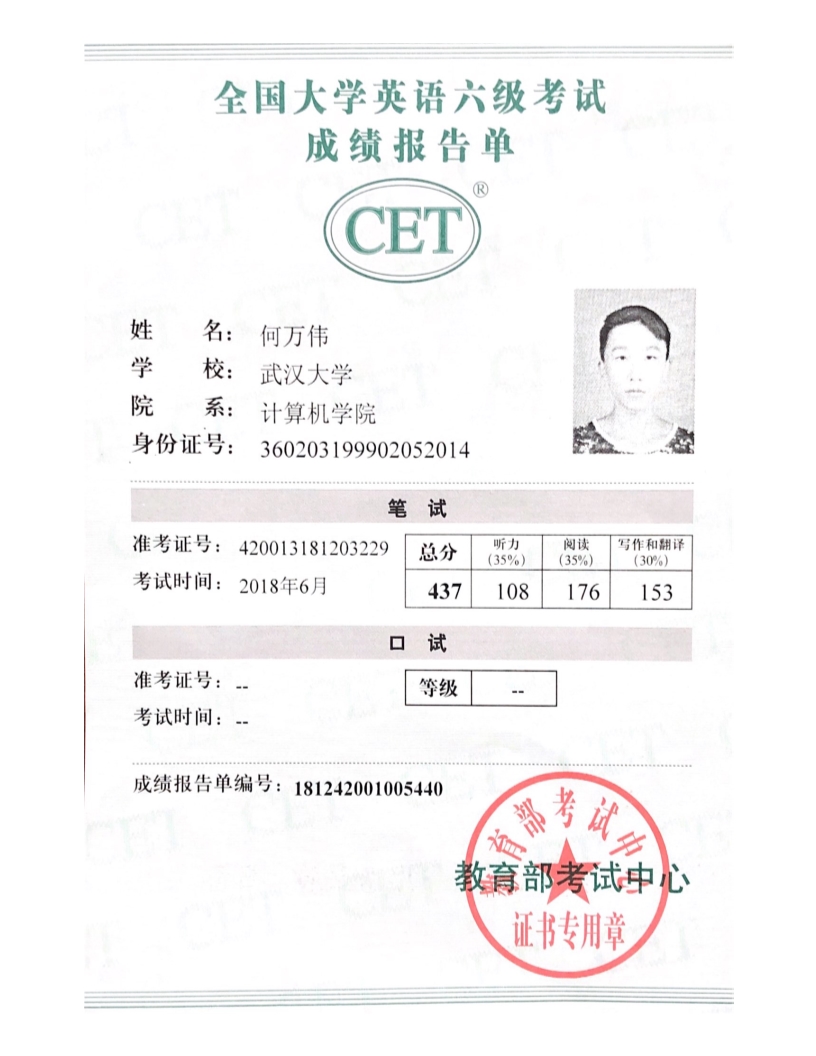 全国大学英语六级考试
成绩报告单
CET®
姓 名： 何万伟
学 校： 武汉大学
院 系： 计算机学院
身份证号： 360203199902052014
笔 试
准考证号： 420013181203229
考试时间： 2018年6月
总分 听力(35%) 阅读(35%) 写作和翻译(30%)
437 108 176 153
口 试
准考证号： --
考试时间： --
等级 --
成绩报告单编号： 181242001005440
教育部考试中心
教育部考试中心
证书专用章